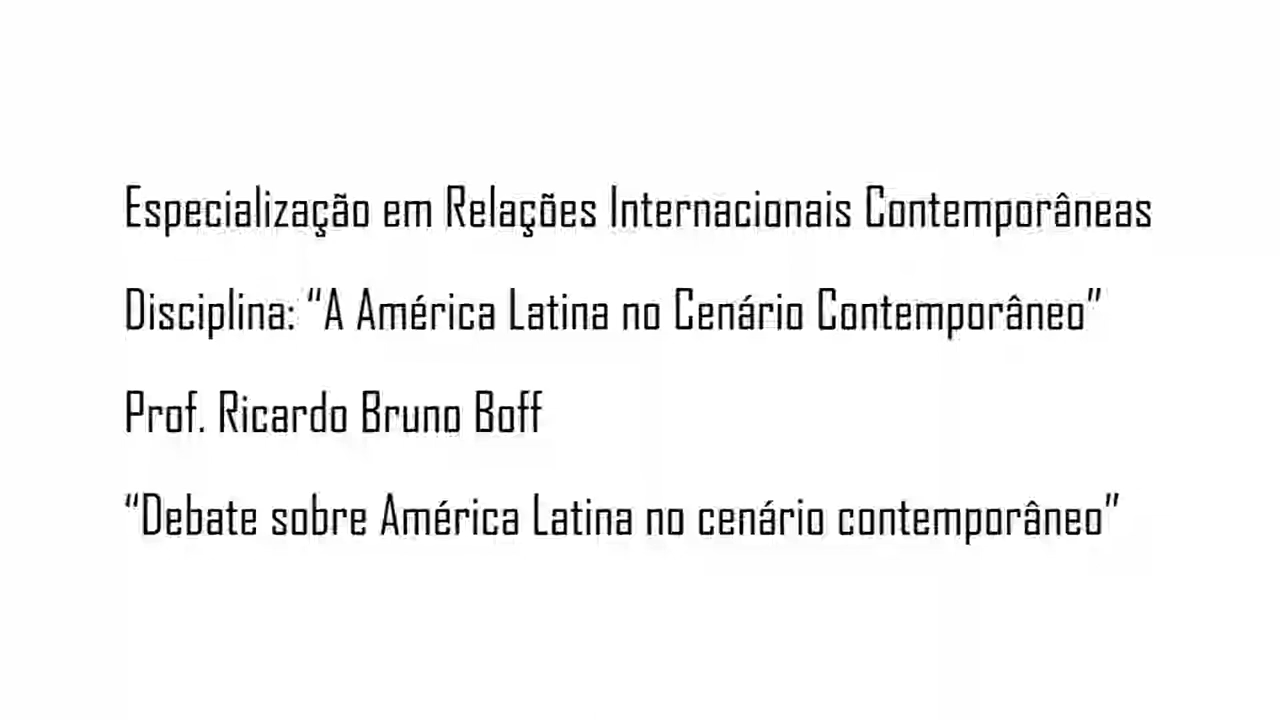 Especialização em Relações Internacionais Contemporâneas
Disciplina: “A América Latina no Cenário Contemporâneo”
Prof. Ricardo Bruno Boff
“Debate sobre América Latina no cenário contemporâneo”